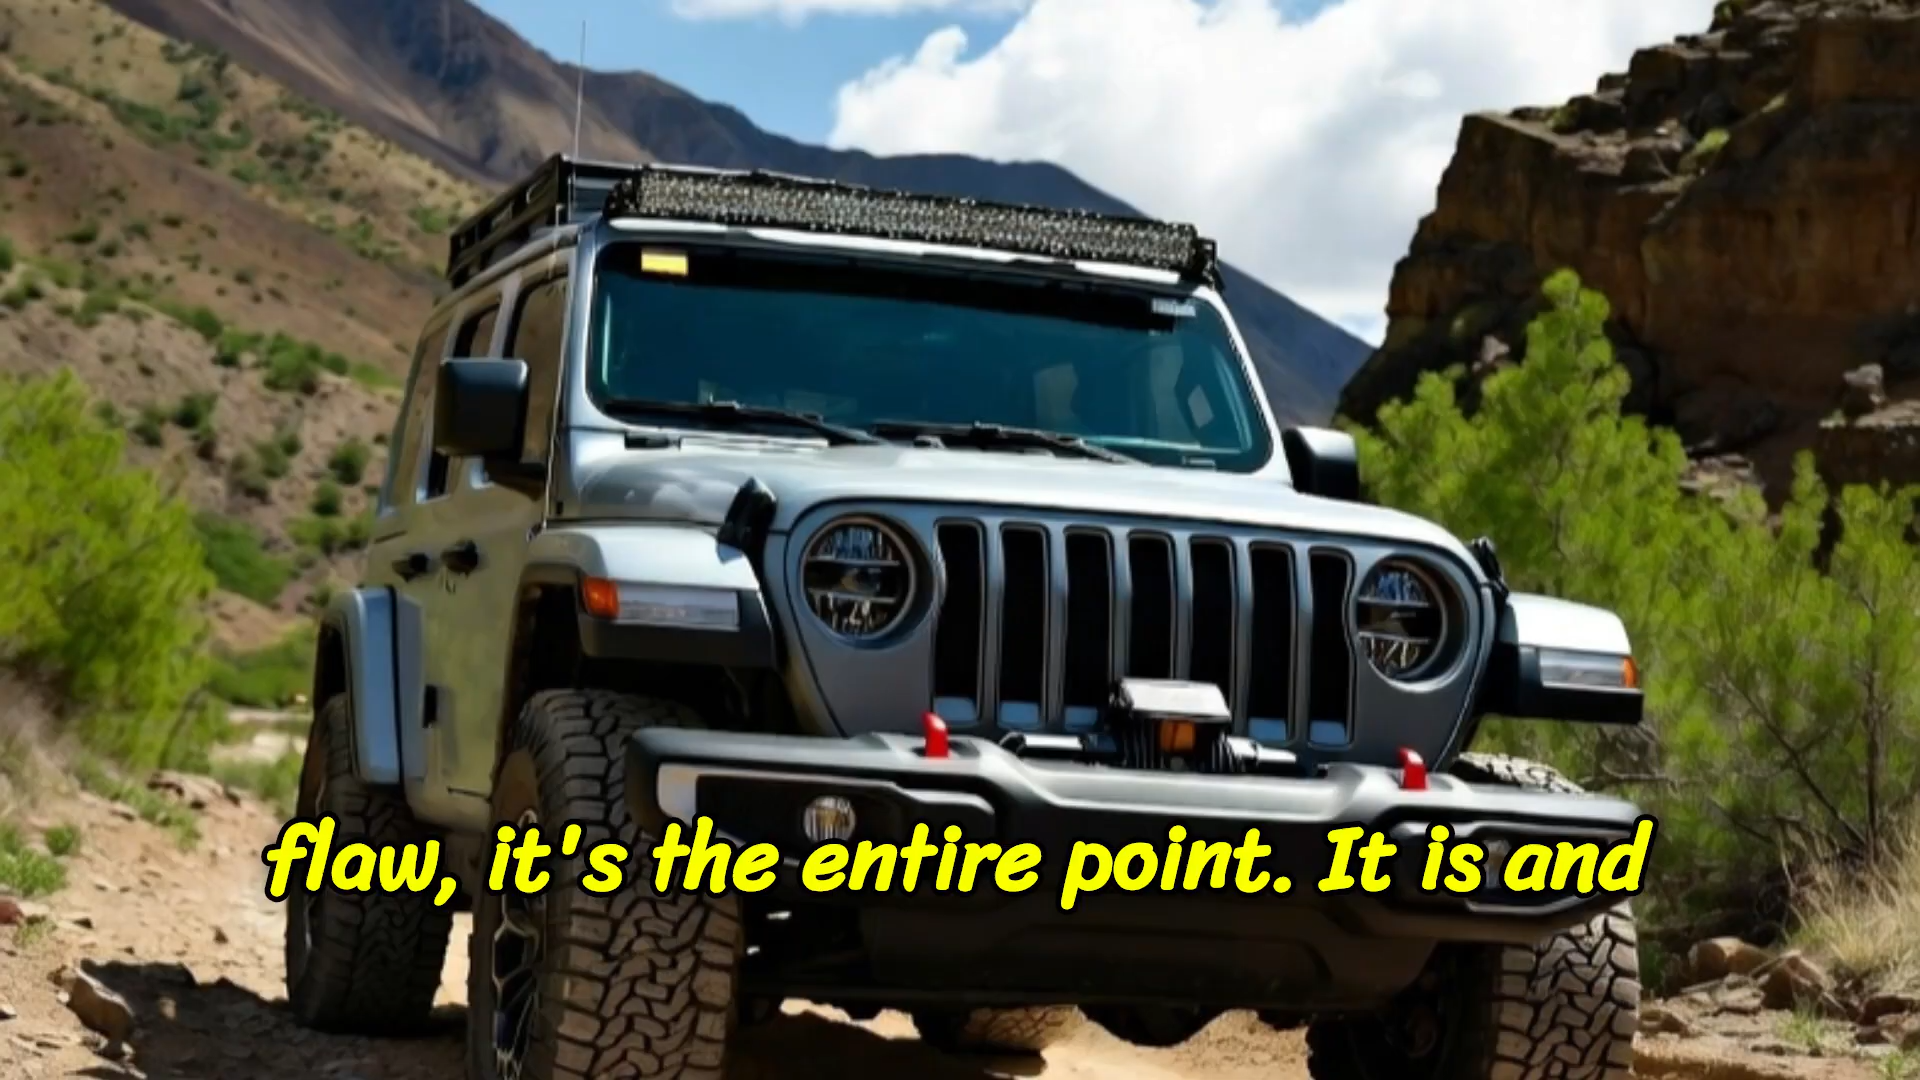 flaw, it's the entire point. It is and